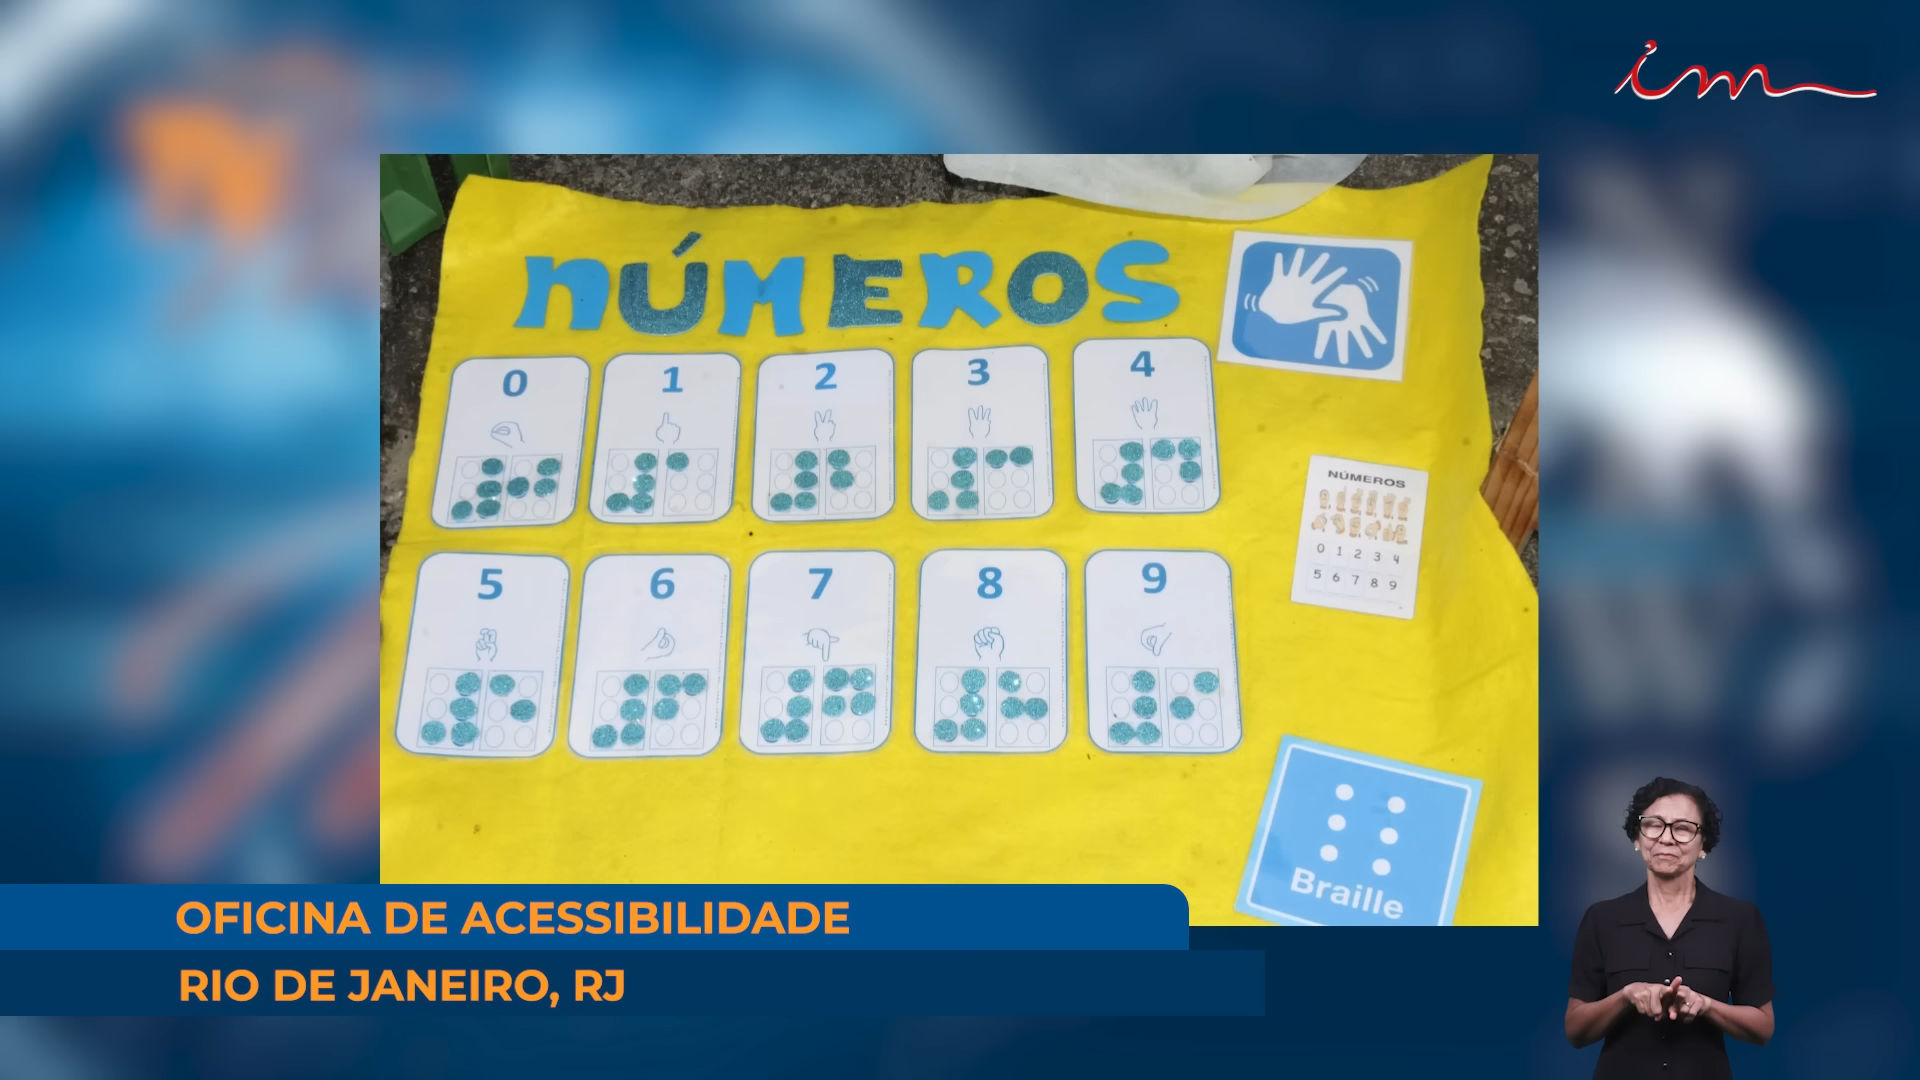 im
NÚMEROS
0 1 2 3 4
5 6 7 8 9
NÚMEROS
0 1 2 3 4
5 6 7 8 9
Braille
OFICINA DE ACESSIBILIDADE
RIO DE JANEIRO, RJ